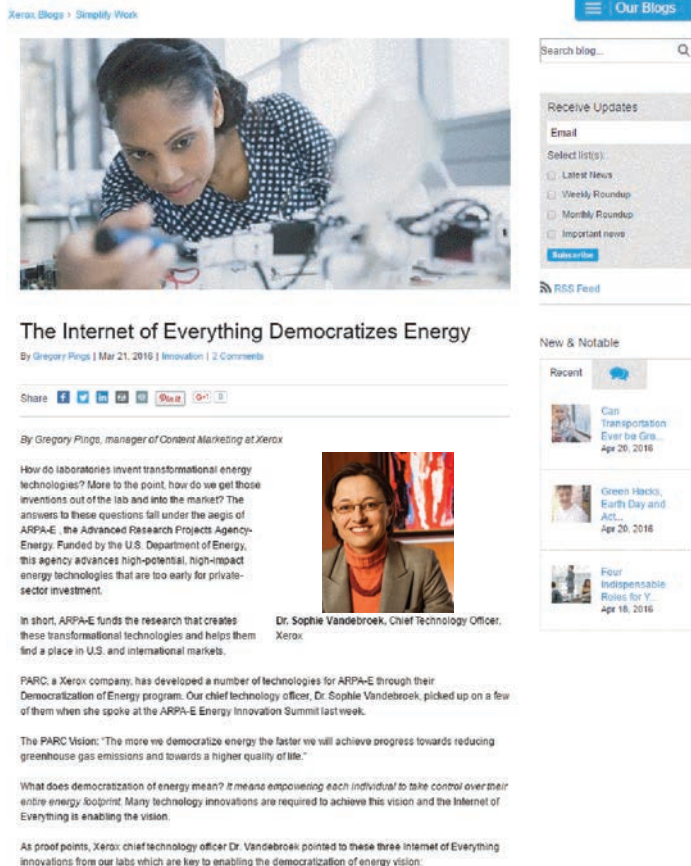 Xerox Blogs > Simplify Work
Our Blogs
Search blog...
Receive Updates
Email
Select list(s):
Latest News
Weekly Roundup
Monthly Roundup
Important news
Subscribe
RSS Feed
The Internet of Everything Democratizes Energy
By Gregory Pings | Mar 21, 2016 | Innovation | 2 Comments
Share
Pin it
G+1 0
New & Notable
Recent
Can
Transportation
Ever be Gre...
Apr 20, 2016
Green Hacks,
Earth Day and
Act...
Apr 20, 2016
Four
Indispensable
Roles for Y...
Apr 18, 2016
By Gregory Pings, manager of Content Marketing at Xerox
How do laboratories invent transformational energy
technologies? More to the point, how do we get those
inventions out of the lab and into the market? The
answers to these questions fall under the aegis of
ARPA-E , the Advanced Research Projects Agency-
Energy. Funded by the U.S. Department of Energy,
this agency advances high-potential, high-impact
energy technologies that are too early for private-
sector investment.
In short, ARPA-E funds the research that creates
these transformational technologies and helps them
find a place in U.S. and international markets.
Dr. Sophie Vandebroek, Chief Technology Officer,
Xerox
PARC, a Xerox company, has developed a number of technologies for ARPA-E through their
Democratization of Energy program. Our chief technology officer, Dr. Sophie Vandebroek, picked up on a few
of them when she spoke at the ARPA-E Energy Innovation Summit last week.
The PARC Vision: "The more we democratize energy the faster we will achieve progress towards reducing
greenhouse gas emissions and towards a higher quality of life."
What does democratization of energy mean? It means empowering each individual to take control over their
entire energy footprint. Many technology innovations are required to achieve this vision and the Internet of
Everything is enabling the vision.
As proof points, Xerox chief technology officer Dr. Vandebroek pointed to these three Internet of Everything
innovations from our labs which are key to enabling the democratization of energy vision: